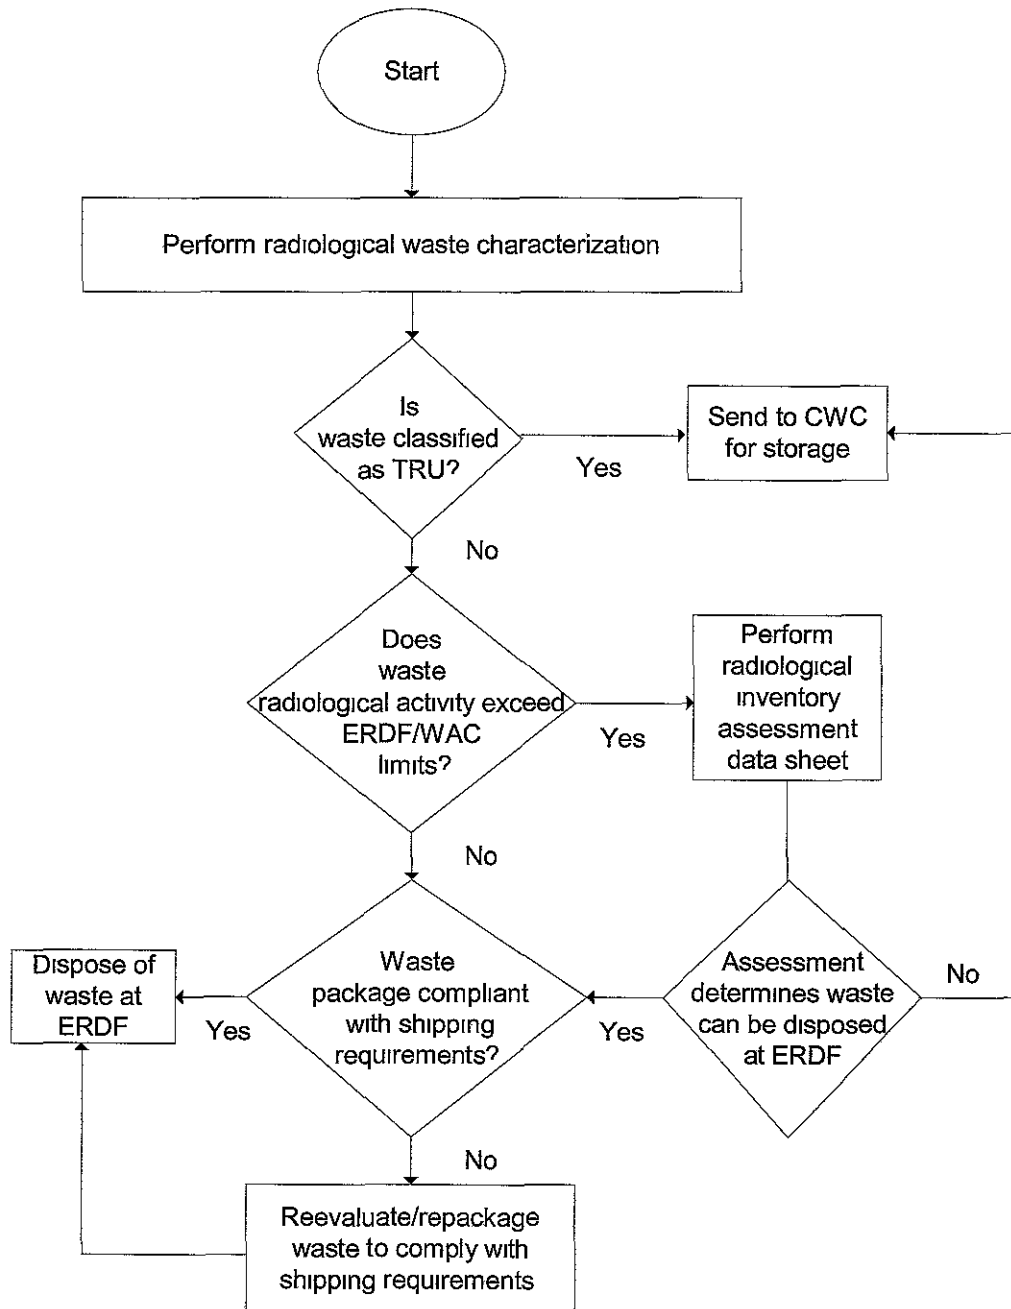 Start
Perform radiological waste characterization
Is
waste classified
as TRU?
Yes
Send to CWC
for storage
No
Does
waste
radiological activity exceed
ERDF/WAC
limits?
Yes
Perform
radiological
inventory
assessment
data sheet
No
Dispose of
waste at
ERDF
Yes
Waste
package compliant
with shipping
requirements?
Yes
Assessment
determines waste
can be disposed
at ERDF
No
No
Reevaluate/repackage
waste to comply with
shipping requirements